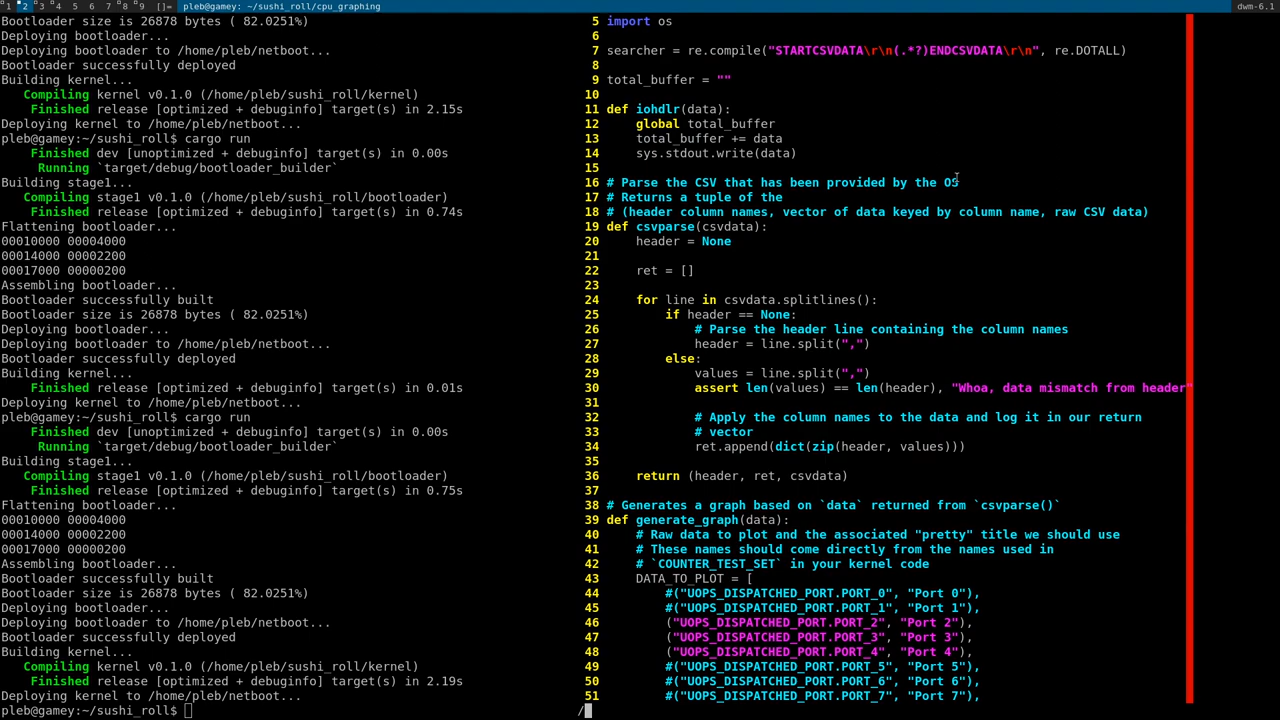 1 2 3 4 5 6 7 8 9 []= pleb@gamey: ~/sushi_roll/cpu_graphing dwm-6.1
Bootloader size is 26878 bytes ( 82.0251%)
Deploying bootloader...
Deploying bootloader to /home/pleb/netboot...
Bootloader successfully deployed
Building kernel...
Compiling kernel v0.1.0 (/home/pleb/sushi_roll/kernel)
Finished release [optimized + debuginfo] target(s) in 2.15s
Deploying kernel to /home/pleb/netboot...
pleb@gamey:~/sushi_roll$ cargo run
Finished dev [unoptimized + debuginfo] target(s) in 0.00s
Running `target/debug/bootloader_builder`
Building stage1...
Compiling stage1 v0.1.0 (/home/pleb/sushi_roll/bootloader)
Finished release [optimized + debuginfo] target(s) in 0.74s
Flattening bootloader...
00010000 00004000
00014000 00002200
00017000 00000200
Assembling bootloader...
Bootloader successfully built
Bootloader size is 26878 bytes ( 82.0251%)
Deploying bootloader...
Deploying bootloader to /home/pleb/netboot...
Bootloader successfully deployed
Building kernel...
Finished release [optimized + debuginfo] target(s) in 0.01s
Deploying kernel to /home/pleb/netboot...
pleb@gamey:~/sushi_roll$ cargo run
Finished dev [unoptimized + debuginfo] target(s) in 0.00s
Running `target/debug/bootloader_builder`
Building stage1...
Compiling stage1 v0.1.0 (/home/pleb/sushi_roll/bootloader)
Finished release [optimized + debuginfo] target(s) in 0.75s
Flattening bootloader...
00010000 00004000
00014000 00002200
00017000 00000200
Assembling bootloader...
Bootloader successfully built
Bootloader size is 26878 bytes ( 82.0251%)
Deploying bootloader...
Deploying bootloader to /home/pleb/netboot...
Bootloader successfully deployed
Building kernel...
Compiling kernel v0.1.0 (/home/pleb/sushi_roll/kernel)
Finished release [optimized + debuginfo] target(s) in 2.19s
Deploying kernel to /home/pleb/netboot...
pleb@gamey:~/sushi_roll$
5 import os
6
7 searcher = re.compile("STARTCSVDATA\r\n(.*?)ENDCSVDATA\r\n", re.DOTALL)
8
9 total_buffer = ""
10
11 def iohdlr(data):
12     global total_buffer
13     total_buffer += data
14     sys.stdout.write(data)
15
16 # Parse the CSV that has been provided by the OS
17 # Returns a tuple of the
18 # (header column names, vector of data keyed by column name, raw CSV data)
19 def csvparse(csvdata):
20     header = None
21
22     ret = []
23
24     for line in csvdata.splitlines():
25         if header == None:
26             # Parse the header line containing the column names
27             header = line.split(",")
28         else:
29             values = line.split(",")
30             assert len(values) == len(header), "Whoa, data mismatch from header"
31
32             # Apply the column names to the data and log it in our return
33             # vector
34             ret.append(dict(zip(header, values)))
35
36     return (header, ret, csvdata)
37
38 # Generates a graph based on `data` returned from `csvparse()`
39 def generate_graph(data):
40     # Raw data to plot and the associated "pretty" title we should use
41     # These names should come directly from the names used in
42     # `COUNTER_TEST_SET` in your kernel code
43     DATA_TO_PLOT = [
44         #("UOPS_DISPATCHED_PORT.PORT_0", "Port 0"),
45         #("UOPS_DISPATCHED_PORT.PORT_1", "Port 1"),
46         ("UOPS_DISPATCHED_PORT.PORT_2", "Port 2"),
47         ("UOPS_DISPATCHED_PORT.PORT_3", "Port 3"),
48         ("UOPS_DISPATCHED_PORT.PORT_4", "Port 4"),
49         #("UOPS_DISPATCHED_PORT.PORT_5", "Port 5"),
50         #("UOPS_DISPATCHED_PORT.PORT_6", "Port 6"),
51         #("UOPS_DISPATCHED_PORT.PORT_7", "Port 7"),
/